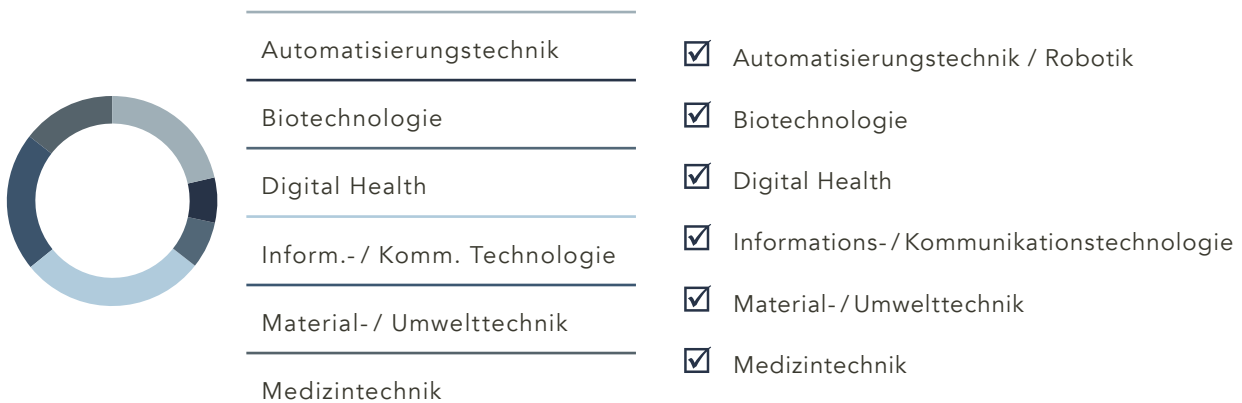 Automatisierungstechnik
Biotechnologie
Digital Health
Inform.- / Komm. Technologie
Material- / Umwelttechnik
Medizintechnik
Automatisierungstechnik / Robotik
Biotechnologie
Digital Health
Informations- / Kommunikationstechnologie
Material- / Umwelttechnik
Medizintechnik